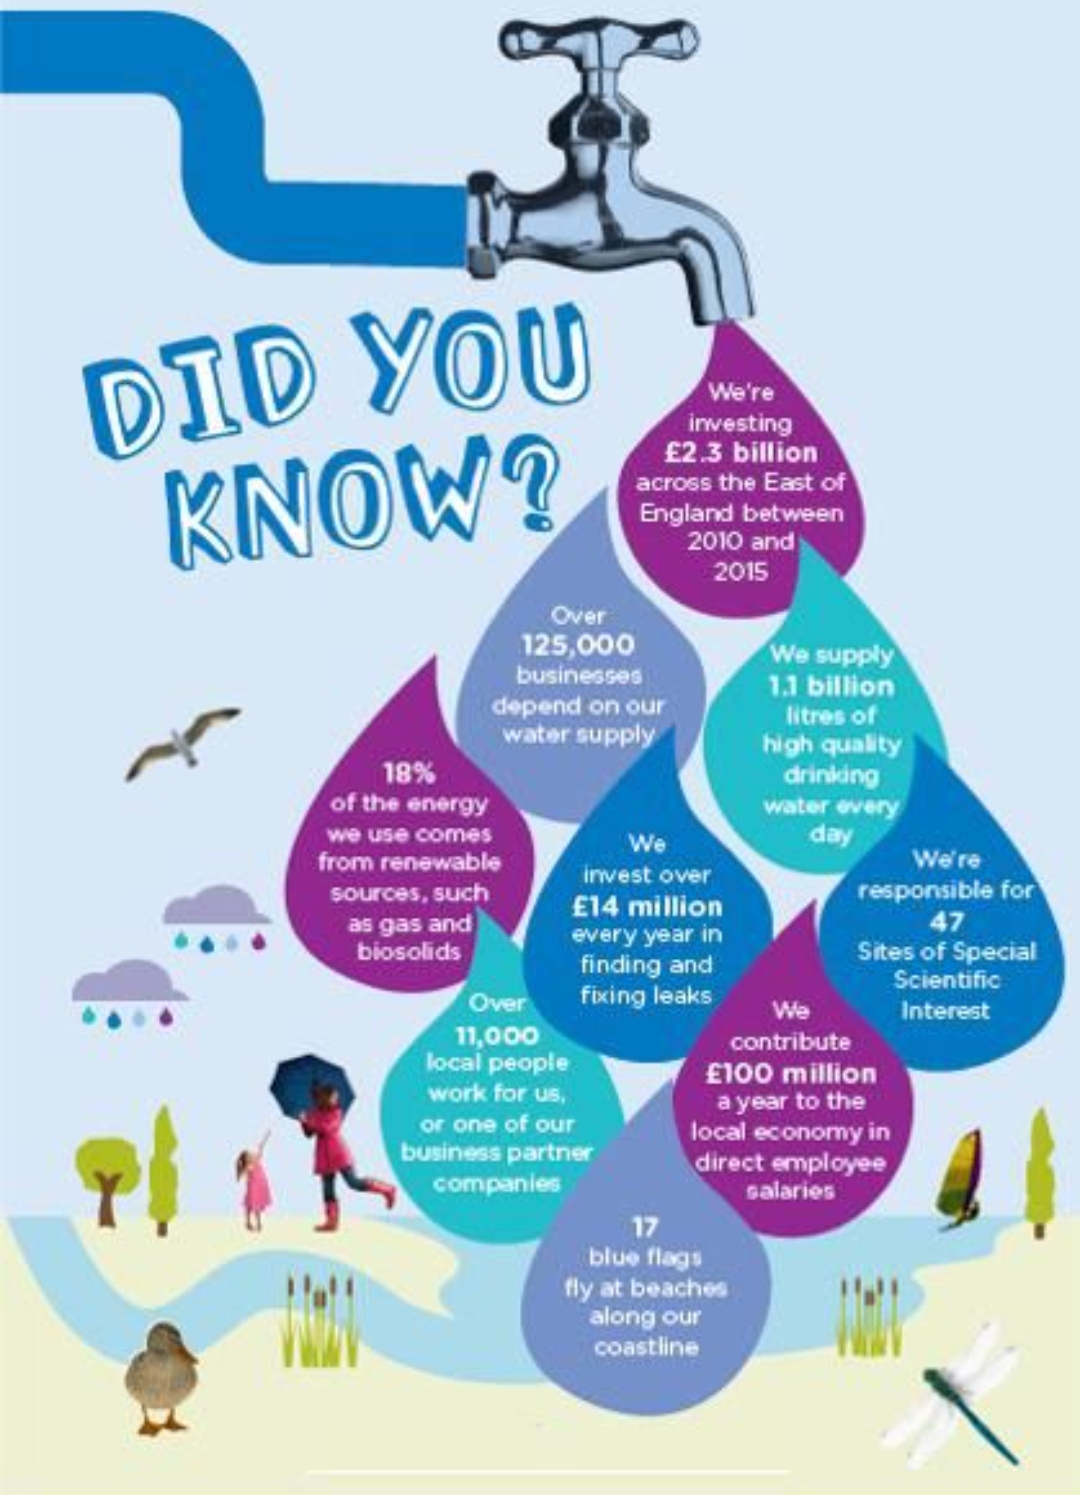 DID YOU
KNOW?
We're
investing
£2.3 billion
across the East of
England between
2010 and
2015
Over
125,000
businesses
depend on our
water supply
We supply
1.1 billion
litres of
high quality
drinking
water every
day
18%
of the energy
we use comes
from renewable
sources, such
as gas and
biosolids
We
invest over
£14 million
every year in
finding and
fixing leaks
We're
responsible for
47
Sites of Special
Scientific
Interest
Over
11,000
local people
work for us,
or one of our
business partner
companies
We
contribute
£100 million
a year to the
local economy in
direct employee
salaries
17
blue flags
fly at beaches
along our
coastline